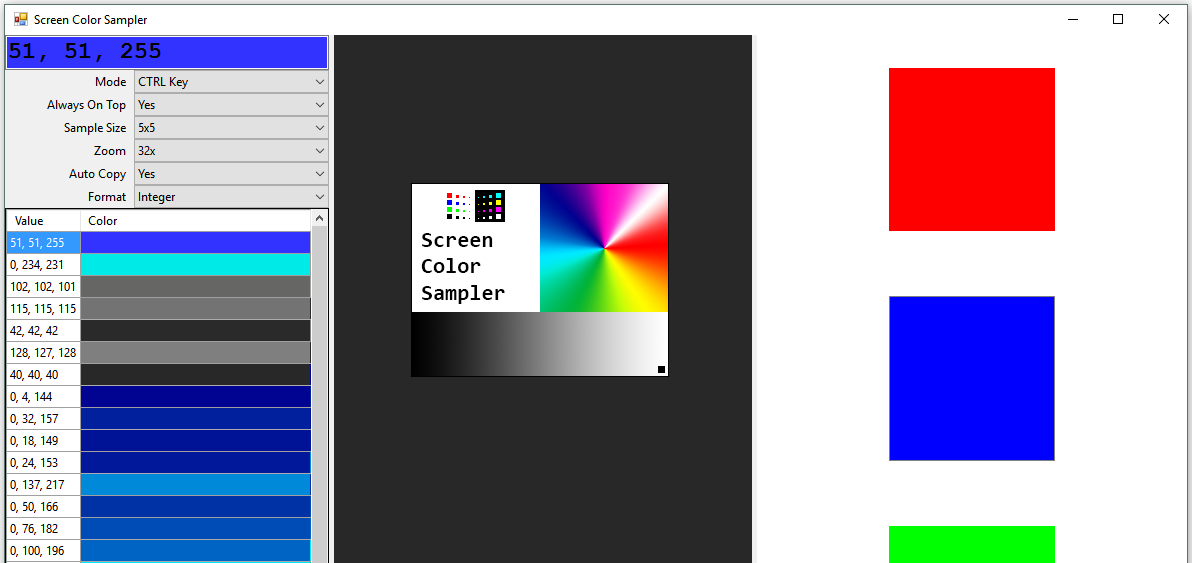 Screen Color Sampler
51, 51, 255
Mode CTRL Key
Always On Top Yes
Sample Size 5x5
Zoom 32x
Auto Copy Yes
Format Integer
Value Color
51, 51, 255
0, 234, 231
102, 102, 101
115, 115, 115
42, 42, 42
128, 127, 128
40, 40, 40
0, 4, 144
0, 32, 157
0, 18, 149
0, 24, 153
0, 137, 217
0, 50, 166
0, 76, 182
0, 100, 196
Screen
Color
Sampler